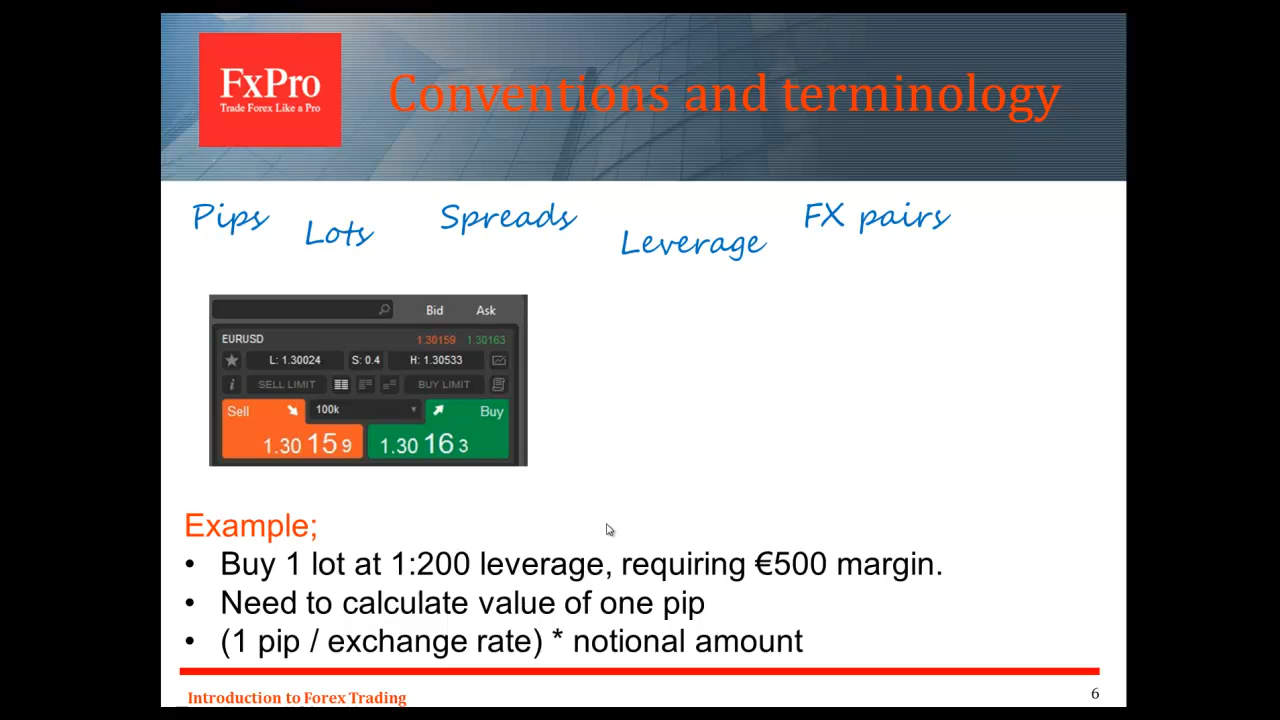 FxPro
Trade Forex Like a Pro
Conventions and terminology
Pips
Lots
Spreads
Leverage
FX pairs
Bid Ask
EURUSD 1.30159 1.30163
L: 1.30024 S: 0.4 H: 1.30533
i SELL LIMIT BUY LIMIT
Sell 100k Buy
1.30 15 9 1.30 16 3
Example;
• Buy 1 lot at 1:200 leverage, requiring €500 margin.
• Need to calculate value of one pip
• (1 pip / exchange rate) * notional amount
Introduction to Forex Trading
6